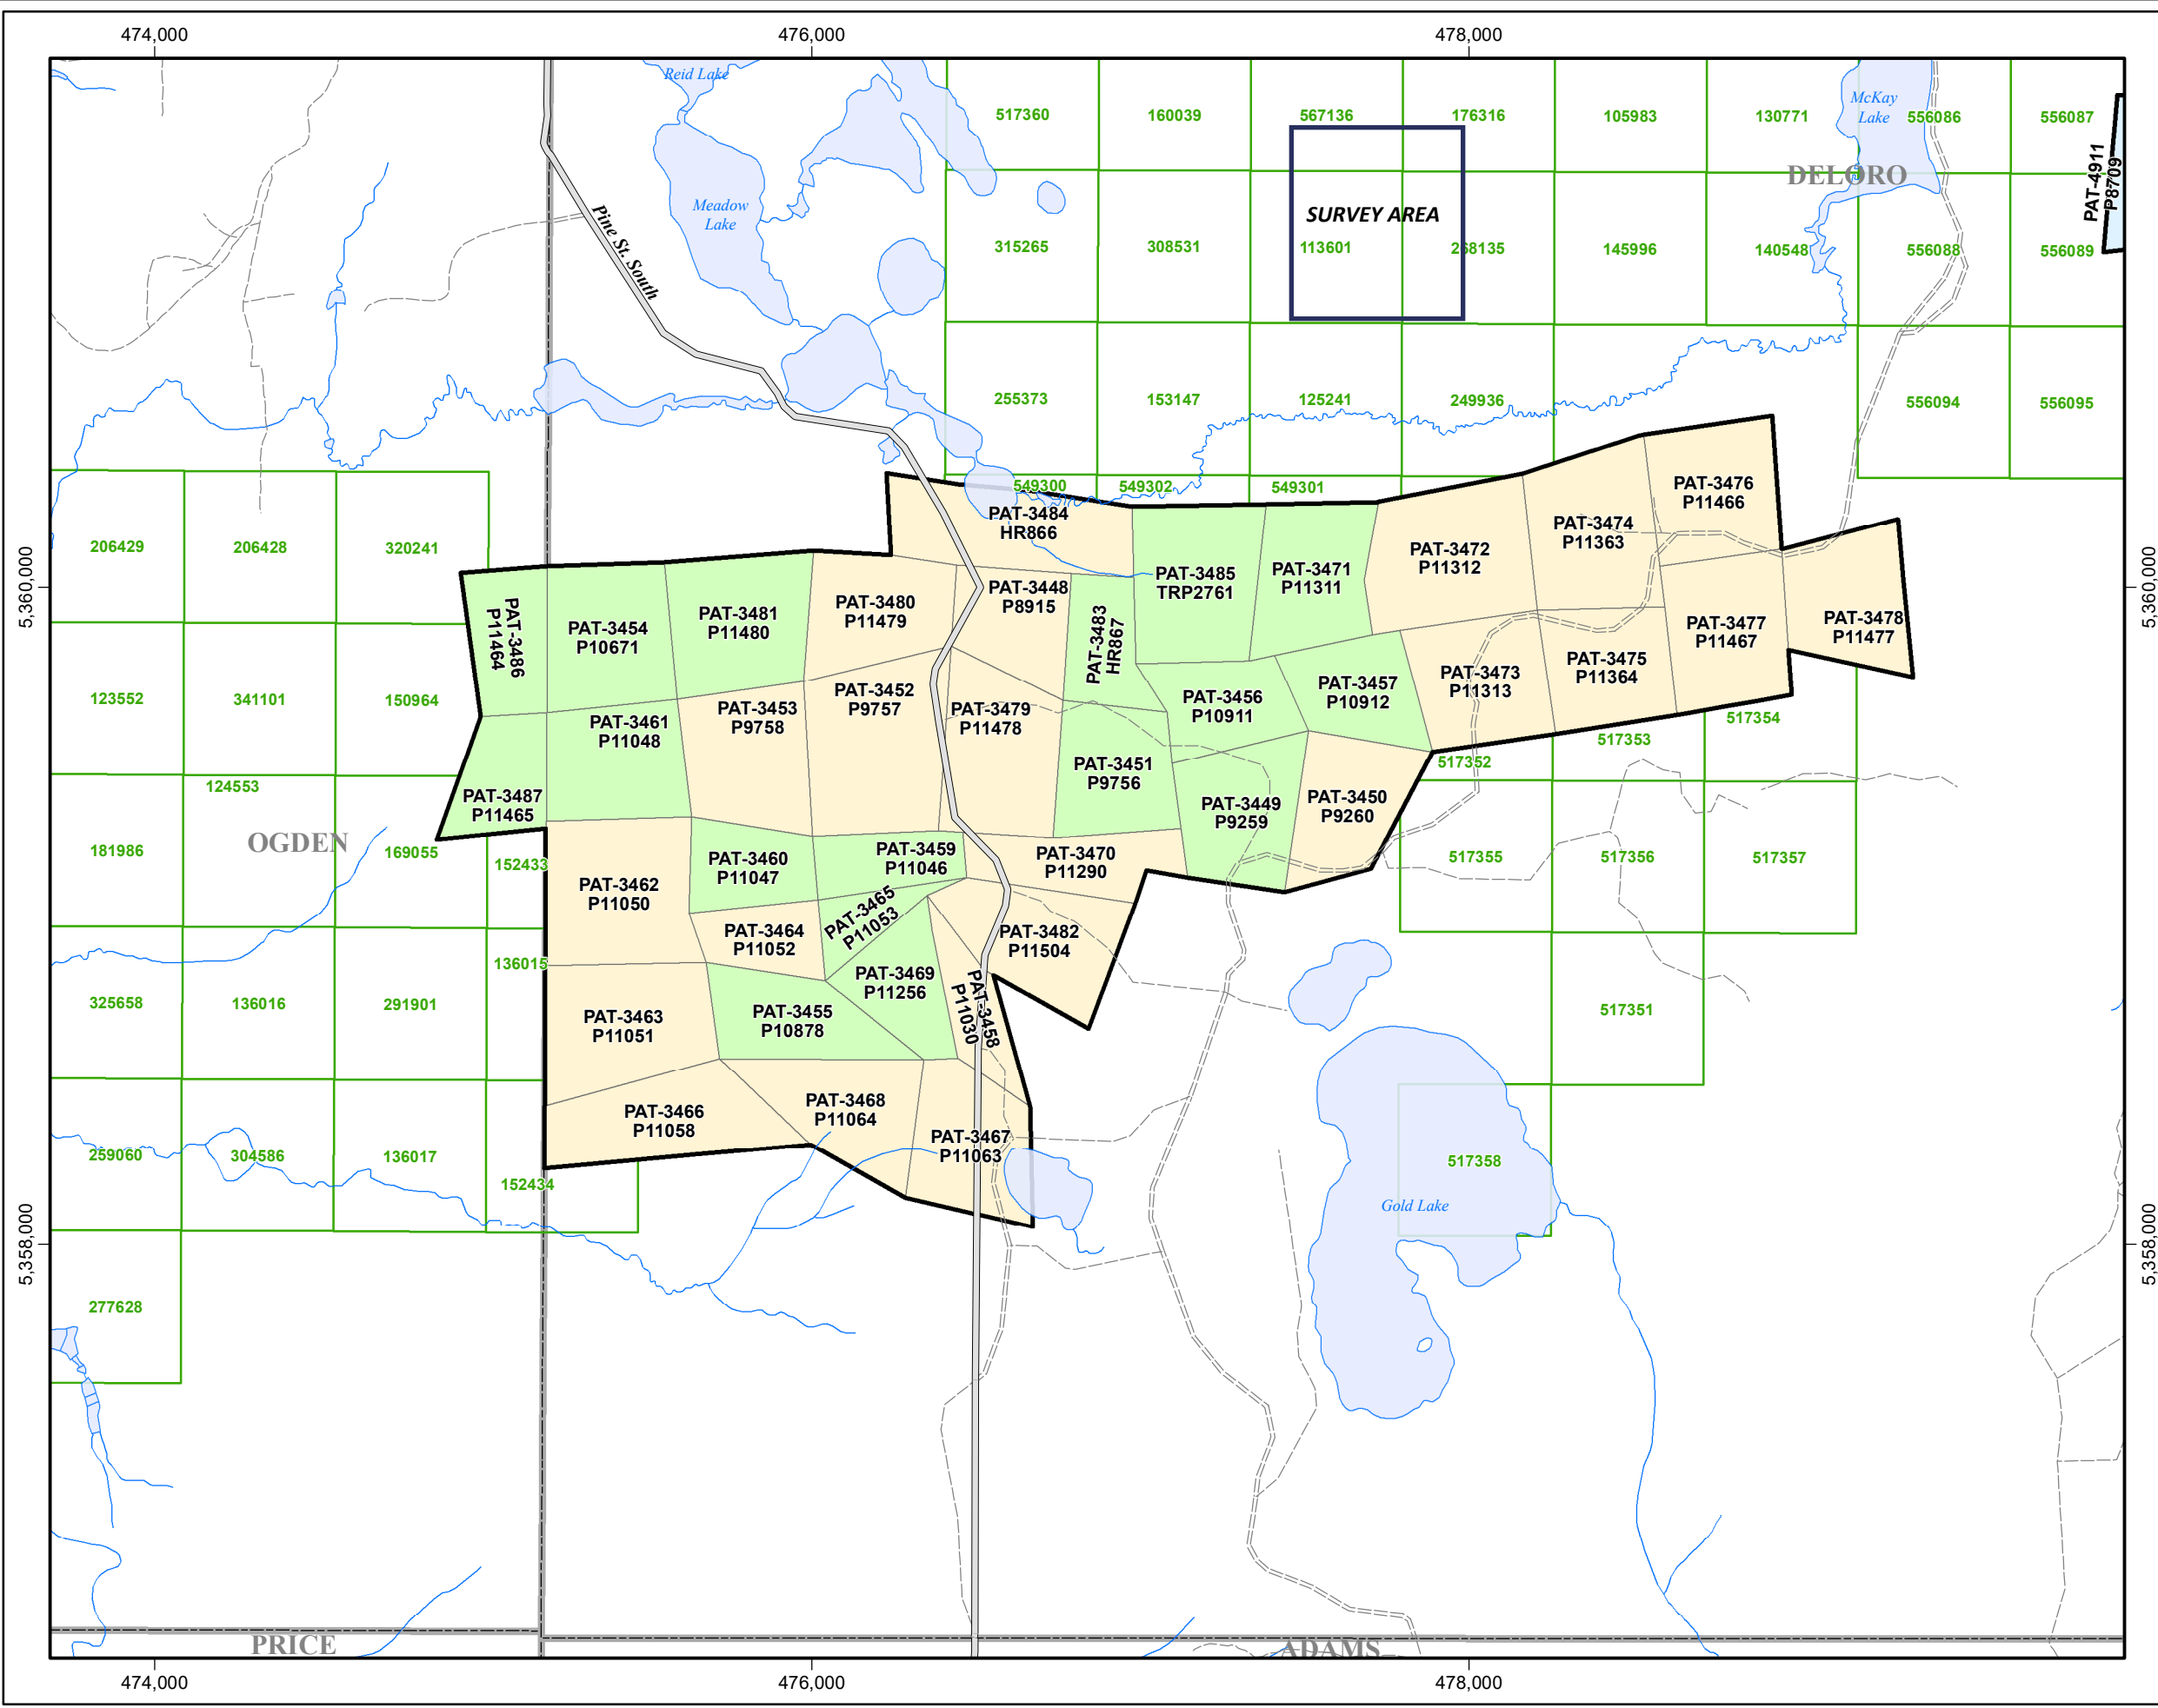 474,000
476,000
478,000
Reid Lake
McKay
Lake
517360
160039
567136
176316
105983
130771
556086
556087
DELORO
PAT-4911
P8709
Meadow
Lake
Pine St. South
SURVEY AREA
315265
308531
113601
268135
145996
140548
556088
556089
255373
153147
125241
249936
556094
556095
549300
549302
549301
PAT-3484
HR866
PAT-3476
P11466
PAT-3474
P11363
PAT-3472
P11312
206429
206428
320241
5,360,000
5,360,000
PAT-3485
TRP2761
PAT-3471
P11311
PAT-3448
P8915
PAT-3480
P11479
PAT-3481
P11480
PAT-3454
P10671
PAT-3486
P11464
PAT-3483
HR867
PAT-3477
P11467
PAT-3478
P11477
PAT-3475
P11364
PAT-3473
P11313
PAT-3457
P10912
PAT-3456
P10911
123552
341101
150964
PAT-3461
P11048
PAT-3453
P9758
PAT-3452
P9757
PAT-3479
P11478
517354
517353
517352
PAT-3451
P9756
PAT-3449
P9259
PAT-3450
P9260
124553
PAT-3487
P11465
OGDEN
181986
169055
152433
PAT-3460
P11047
PAT-3459
P11046
PAT-3470
P11290
517355
517356
517357
PAT-3462
P11050
PAT-3465
P11053
PAT-3464
P11052
PAT-3482
P11504
136015
PAT-3469
P11256
PAT-3458
P11030
325658
136016
291901
PAT-3463
P11051
PAT-3455
P10878
517351
PAT-3466
P11058
PAT-3468
P11064
PAT-3467
P11063
259060
304586
136017
152434
517358
Gold Lake
5,358,000
5,358,000
277628
PRICE
ADAMS
474,000
476,000
478,000